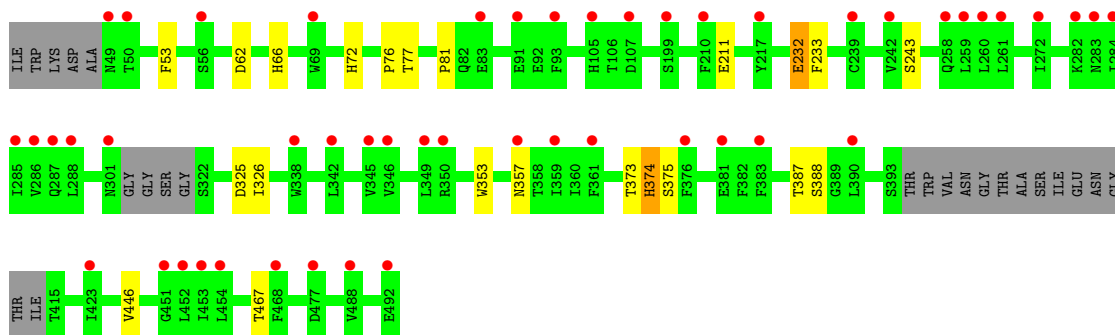 ILE TRP LYS ASP ALA N49 T50 F53 S56 D62 H66 W69 H72 P76 T77 P81 Q82 E83 E91 E92 F93 H105 T106 D107 S199 F210 E211 Y217 E232 F233 C239 V242 S243 Q258 L259 L260 L261 I272 K282 N283 I284
I285 V286 Q287 L288 N301 GLY GLY SER GLY S322 D325 I326 W338 L342 V345 V346 L349 R350 W353 N357 T358 I359 I360 F361 T373 H374 S375 F376 E381 F382 F383 T387 S388 G389 L390 S393 THR TRP VAL ASN GLY THR ALA SER ILE GLU ASN GLY
THR ILE T415 I423 V446 G451 L452 I453 L454 T467 F468 D477 V488 E492